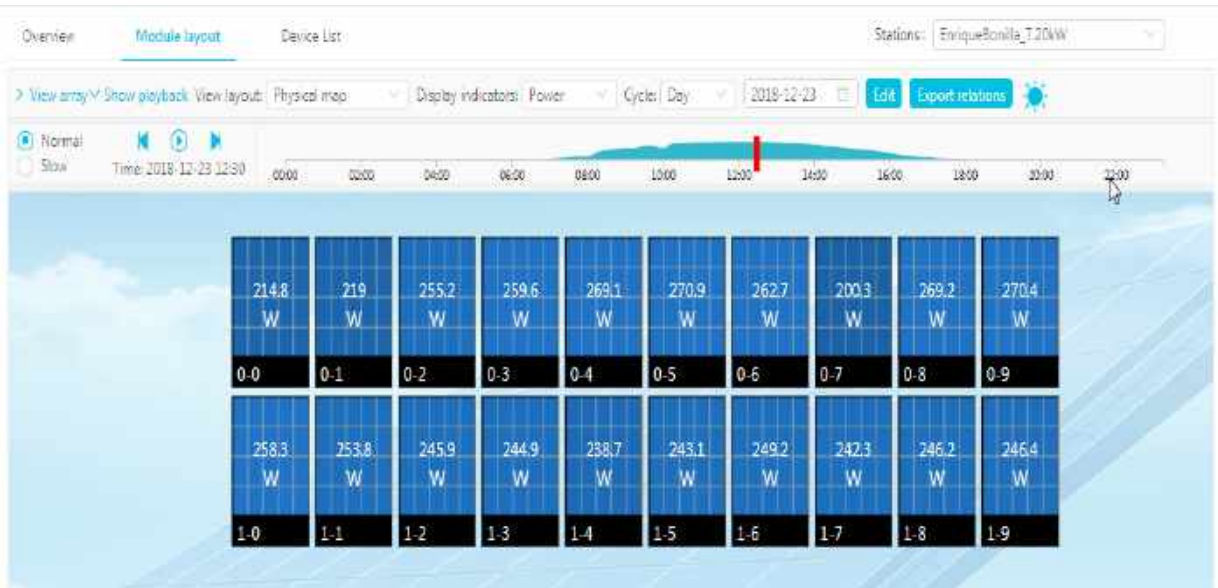 Overview Module layout Device List Stations: EnriqueBonilla_T.20kW
View array Show playback View layout: Physical map Display indicators: Power Cycle: Day 2018-12-23 Edit Export relations
Normal
Slow Time: 2018-12-23 12:30 00:00 02:00 04:00 06:00 08:00 10:00 12:00 14:00 16:00 18:00 20:00 22:00
214.8 219 255.2 259.6 269.1 270.9 262.7 200.3 269.2 270.4
W W W W W W W W W W
0-0 0-1 0-2 0-3 0-4 0-5 0-6 0-7 0-8 0-9
258.3 253.8 245.9 244.9 238.7 243.1 249.2 242.3 246.2 246.4
W W W W W W W W W W
1-0 1-1 1-2 1-3 1-4 1-5 1-6 1-7 1-8 1-9